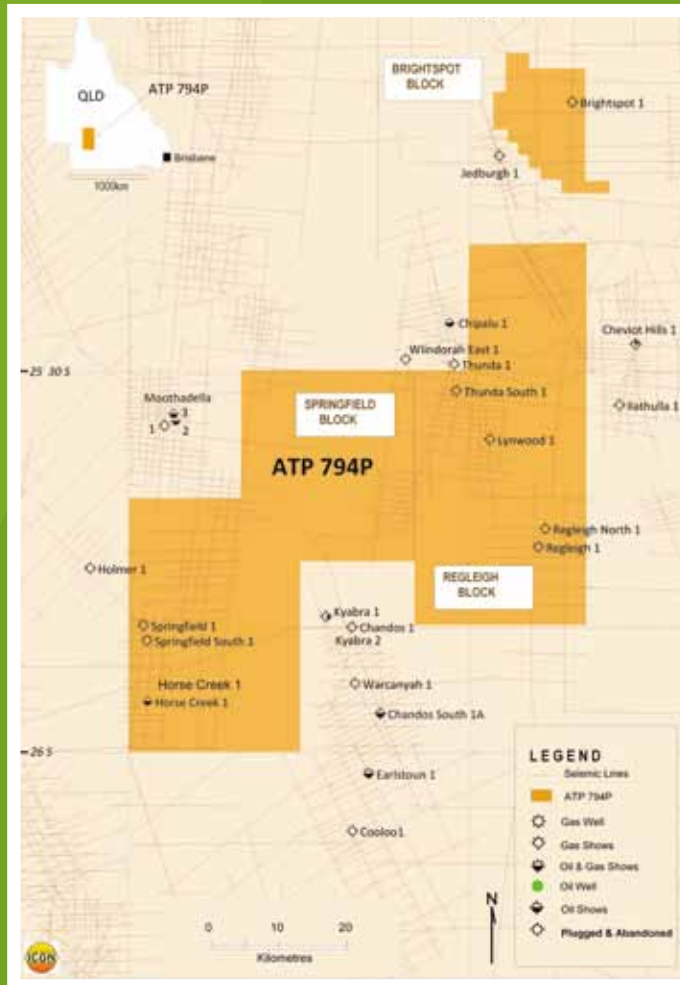 QLD
ATP 794P
Brisbane
1000km
BRIGHTSPOT
BLOCK
Brightspot 1
Jedburgh 1
Chipalu 1
Cheviot Hills 1
WIindorah East 1
Thunda 1
25 30 S
Thunda South 1
Ilathulla 1
Moothadella
3
1
2
SPRINGFIELD
BLOCK
Lynwood 1
ATP 794P
Regleigh North 1
Regleigh 1
Holmer 1
REGLEIGH
BLOCK
Kyabra 1
Springfield 1
Chandos 1
Springfield South 1
Kyabra 2
Horse Creek 1
Warcanyah 1
Horse Creek 1
Chandos South 1A
26 S
Earlstoun 1
Cooloo1
LEGEND
Seismic Lines
ATP 794P
Gas Well
Gas Shows
Oil & Gas Shows
Oil Well
Oil Shows
Plugged & Abandoned
N
0 10 20
Kilometres
ICON